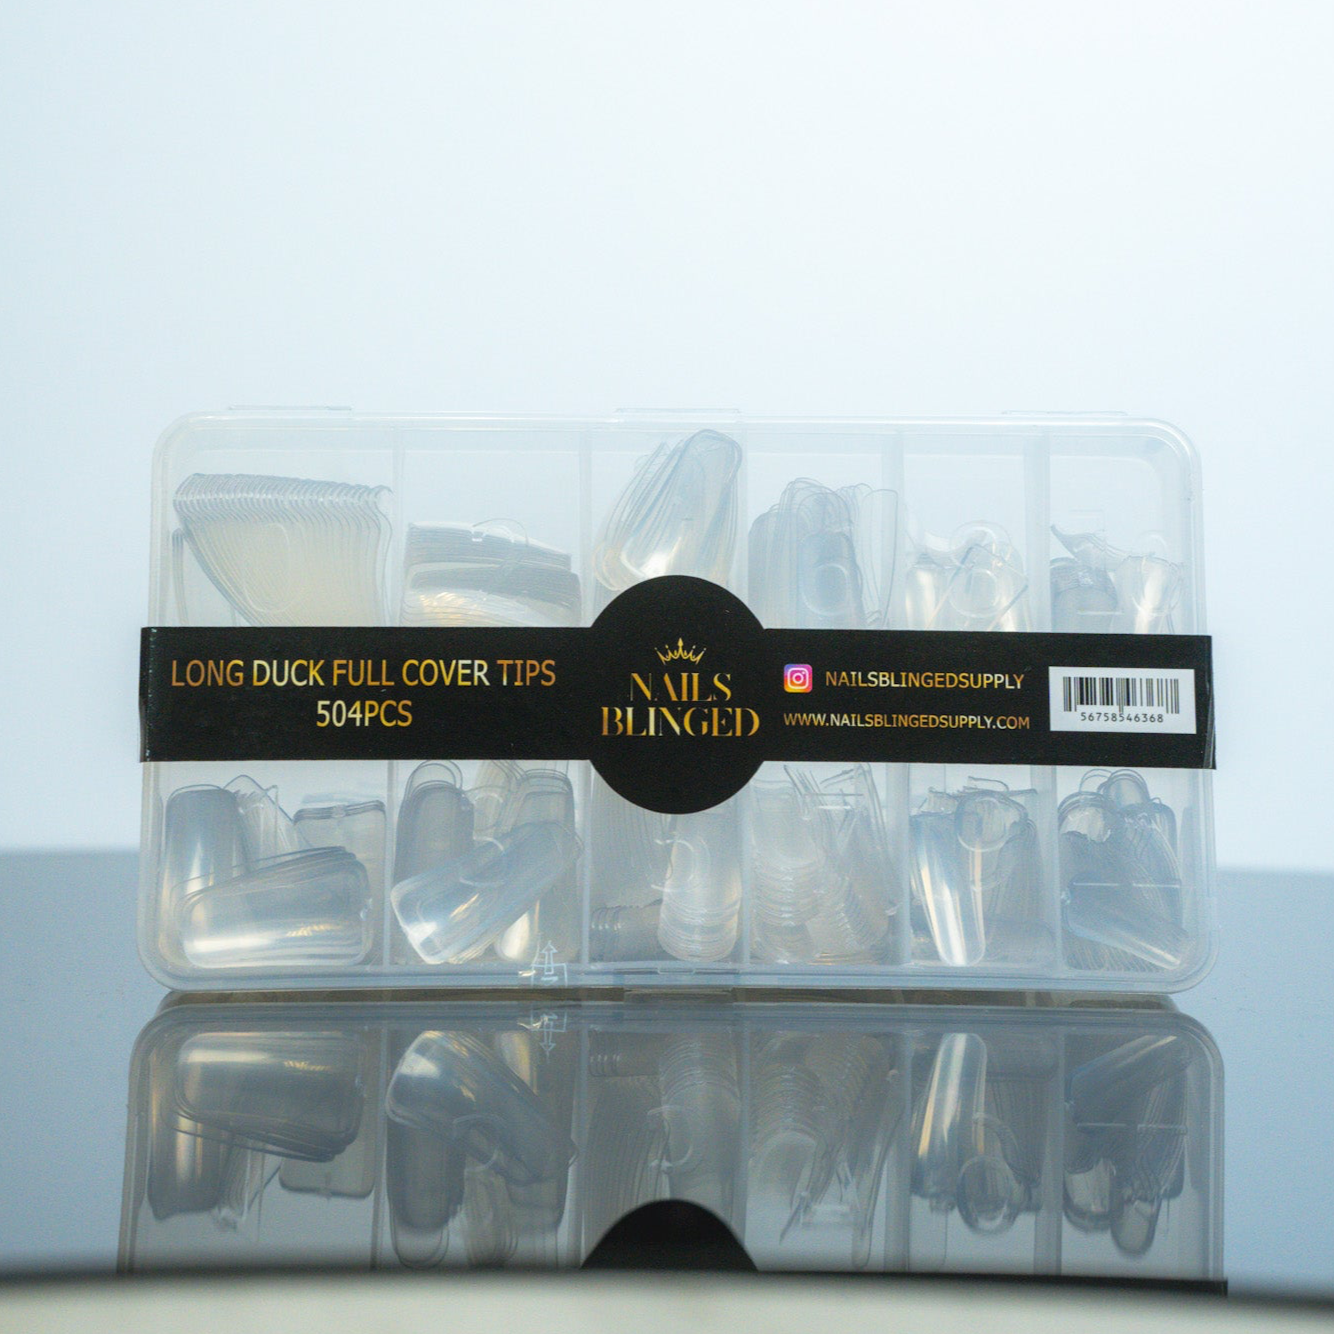 LONG DUCK FULL COVER TIPS
504PCS
NAILS
BLINGED
NAILSBLINGEDSUPPLY
WWW.NAILSBLINGEDSUPPLY.COM
56758546368